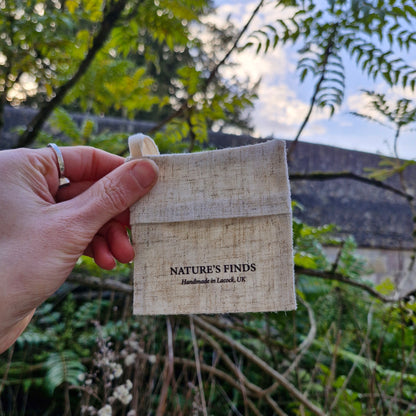 NATURE'S FINDS
Handmade in Lacock, UK